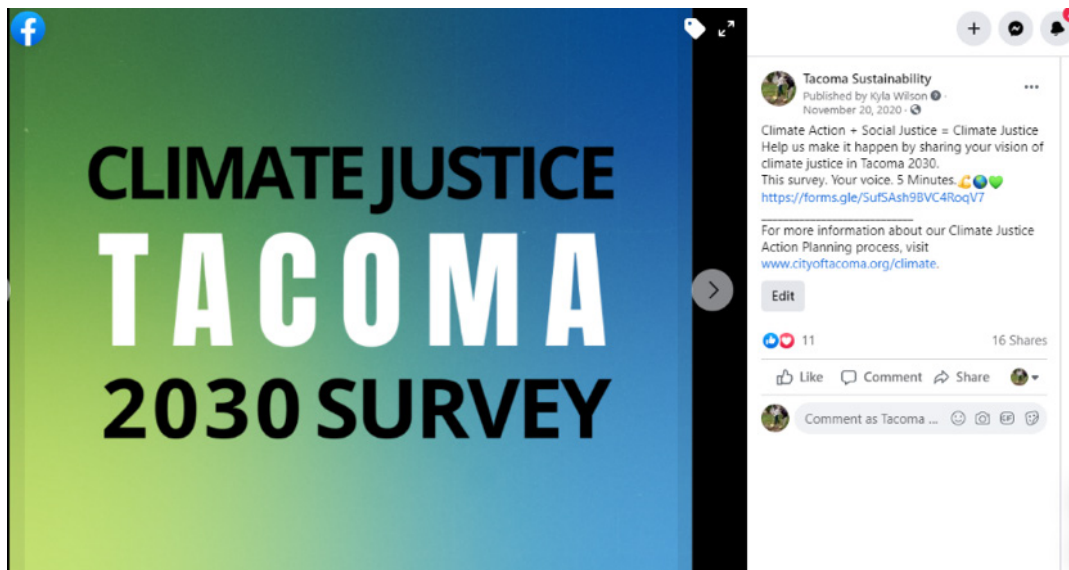 CLIMATE JUSTICE
TACOMA
2030 SURVEY
Tacoma Sustainability
Published by Kyla Wilson
November 20, 2020
Climate Action + Social Justice = Climate Justice
Help us make it happen by sharing your vision of
climate justice in Tacoma 2030.
This survey. Your voice. 5 Minutes.💪🌎💚
https://forms.gle/SufSAsh9BVC4RoqV7
___________________________
For more information about our Climate Justice
Action Planning process, visit
www.cityoftacoma.org/climate.
Edit
11
16 Shares
Like Comment Share
Comment as Tacoma ...
GIF